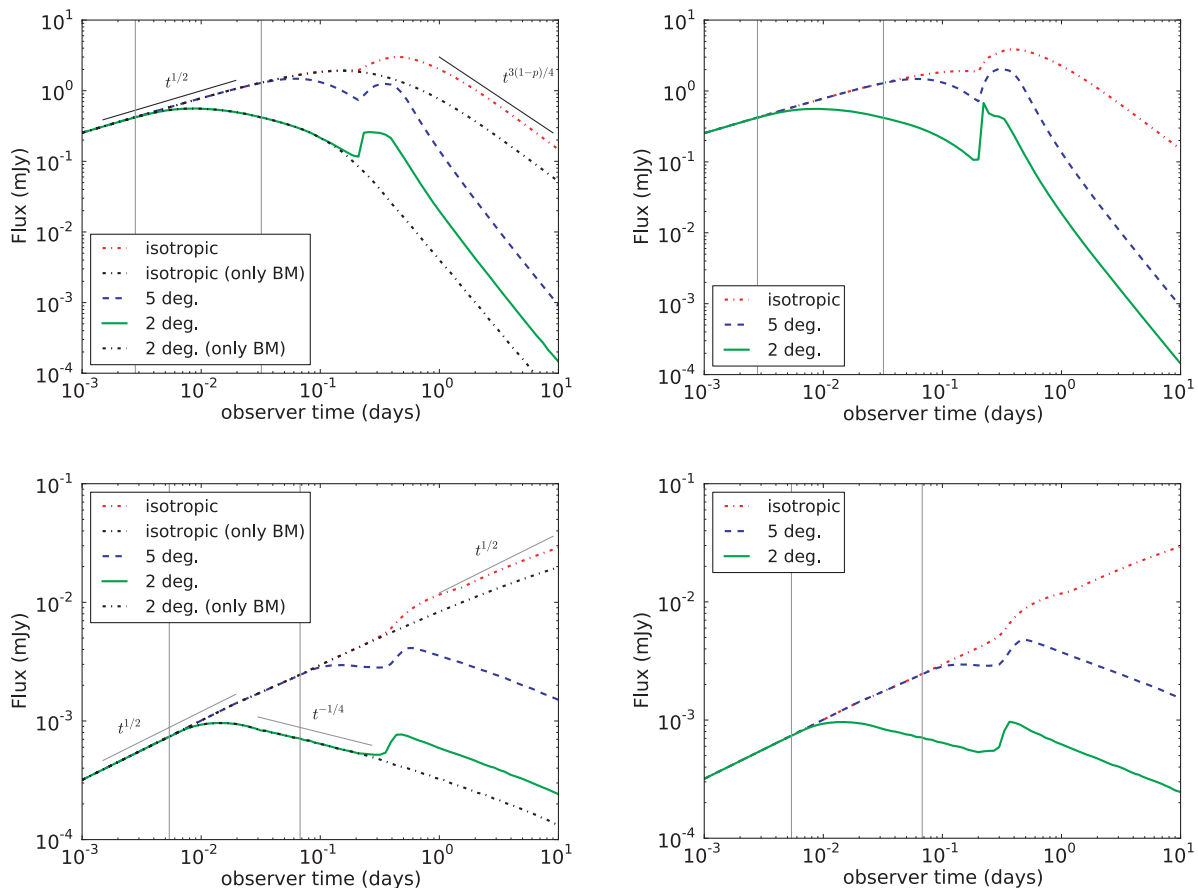 10^1
10^0
10^-1
10^-2
10^-3
10^-4
Flux (mJy)
t^1/2
t^3(1-p)/4
isotropic
isotropic (only BM)
5 deg.
2 deg.
2 deg. (only BM)
10^-3 10^-2 10^-1 10^0 10^1
observer time (days)
10^1
10^0
10^-1
10^-2
10^-3
10^-4
Flux (mJy)
isotropic
5 deg.
2 deg.
10^-3 10^-2 10^-1 10^0 10^1
observer time (days)
10^-1
10^-2
10^-3
10^-4
Flux (mJy)
isotropic
isotropic (only BM)
5 deg.
2 deg.
2 deg. (only BM)
t^1/2
t^1/2
t^-1/4
10^-3 10^-2 10^-1 10^0 10^1
observer time (days)
10^-1
10^-2
10^-3
10^-4
Flux (mJy)
isotropic
5 deg.
2 deg.
10^-3 10^-2 10^-1 10^0 10^1
observer time (days)